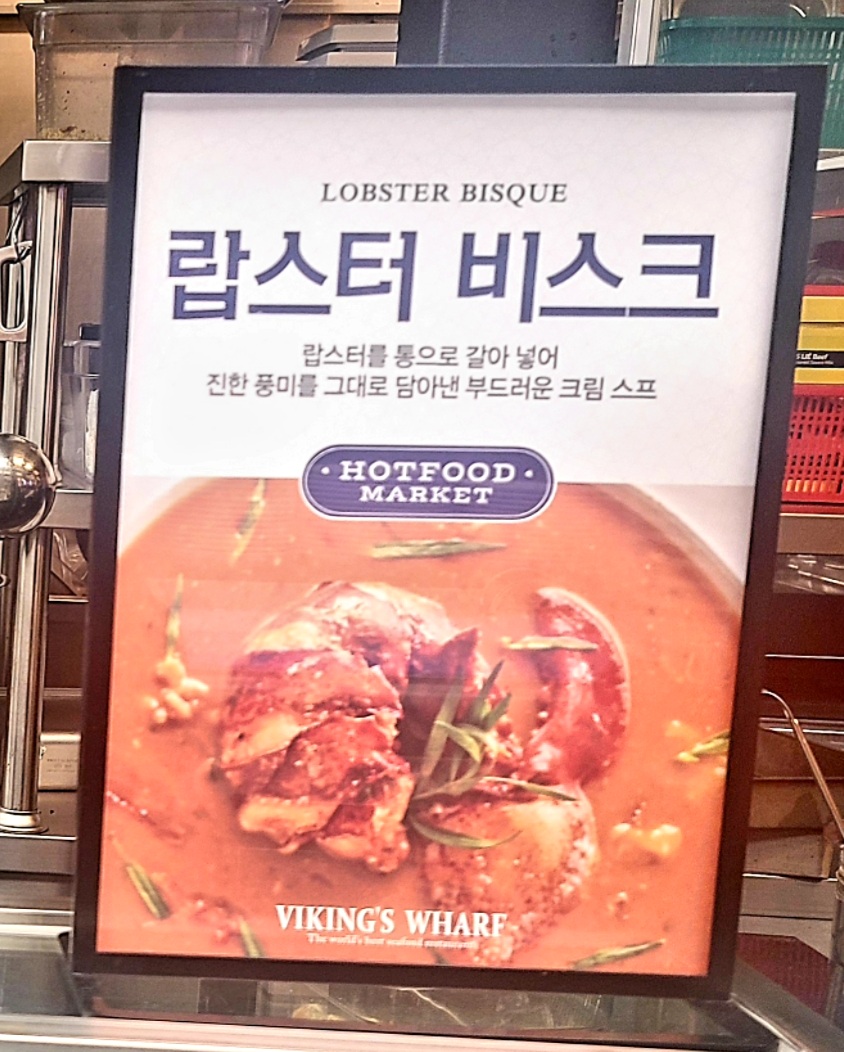 LOBSTER BISQUE
랍스터 비스크
랍스터를 통으로 갈아 넣어
진한 풍미를 그대로 담아낸 부드러운 크림 스프
• HOTFOOD •
MARKET
VIKING'S WHARF
The world's best seafood restaurant
Beef